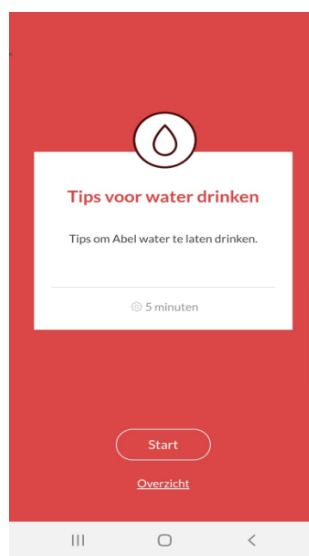 Tips voor water drinken
Tips om Abel water te laten drinken.
5 minuten
Start
Overzicht